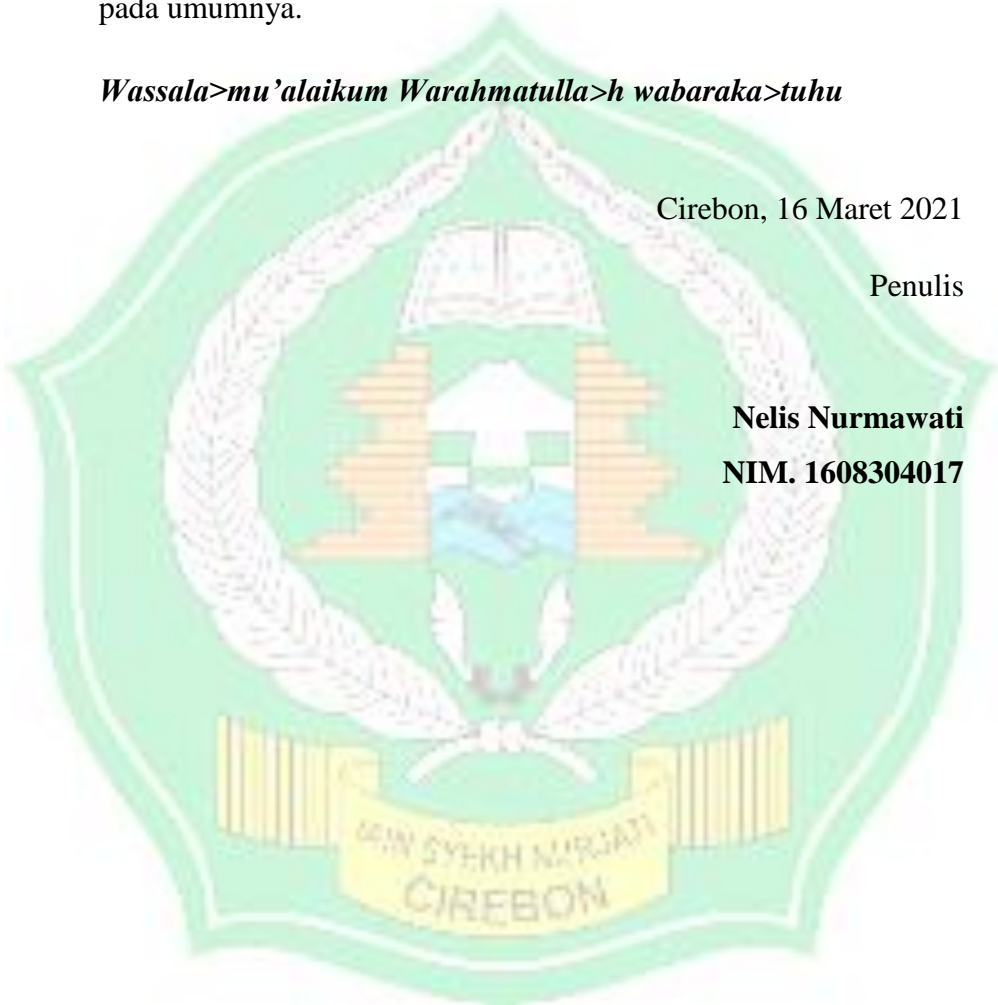 pada umumnya.
Wassala>mu’alaikum Warahmatulla>h wabaraka>tuhu
Cirebon, 16 Maret 2021
Penulis
Nelis Nurmawati
NIM. 1608304017
IAIN SYEKH NURJATI
CIREBON